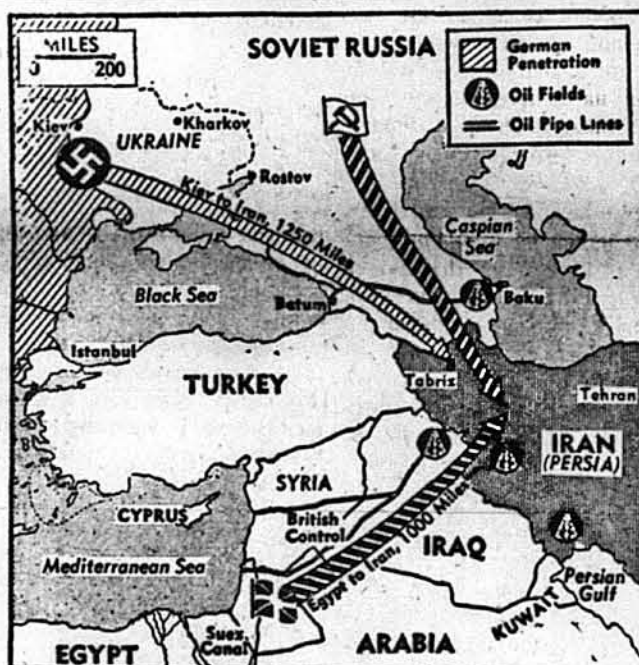 MILES
0 200
SOVIET RUSSIA
German
Penetration
Oil Fields
Oil Pipe Lines
Kiev
Kharkov
UKRAINE
Rostov
Kiev to Iran, 1250 Miles
Caspian
Sea
Black Sea
Batum
Baku
Istanbul
TURKEY
Tabriz
Tehran
IRAN
(PERSIA)
SYRIA
CYPRUS
British
Control
IRAQ
Mediterranean Sea
Egypt to Iran, 1000 Miles
Persian
Gulf
KUWAIT
Suez
Canal
EGYPT
ARABIA